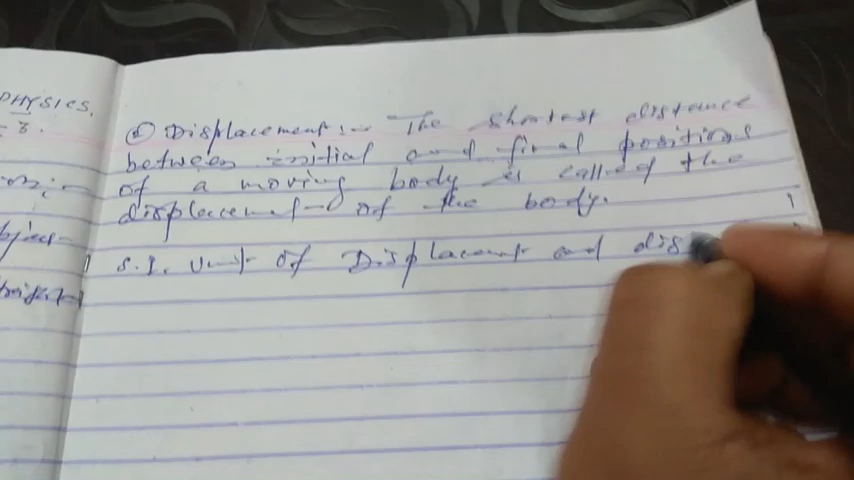 PHYSICS.
② Displacement:- The shortest distance
between initial and final positions
of a moving body is called the
displacement of the body.
S.I. Unit of Displacement and dis